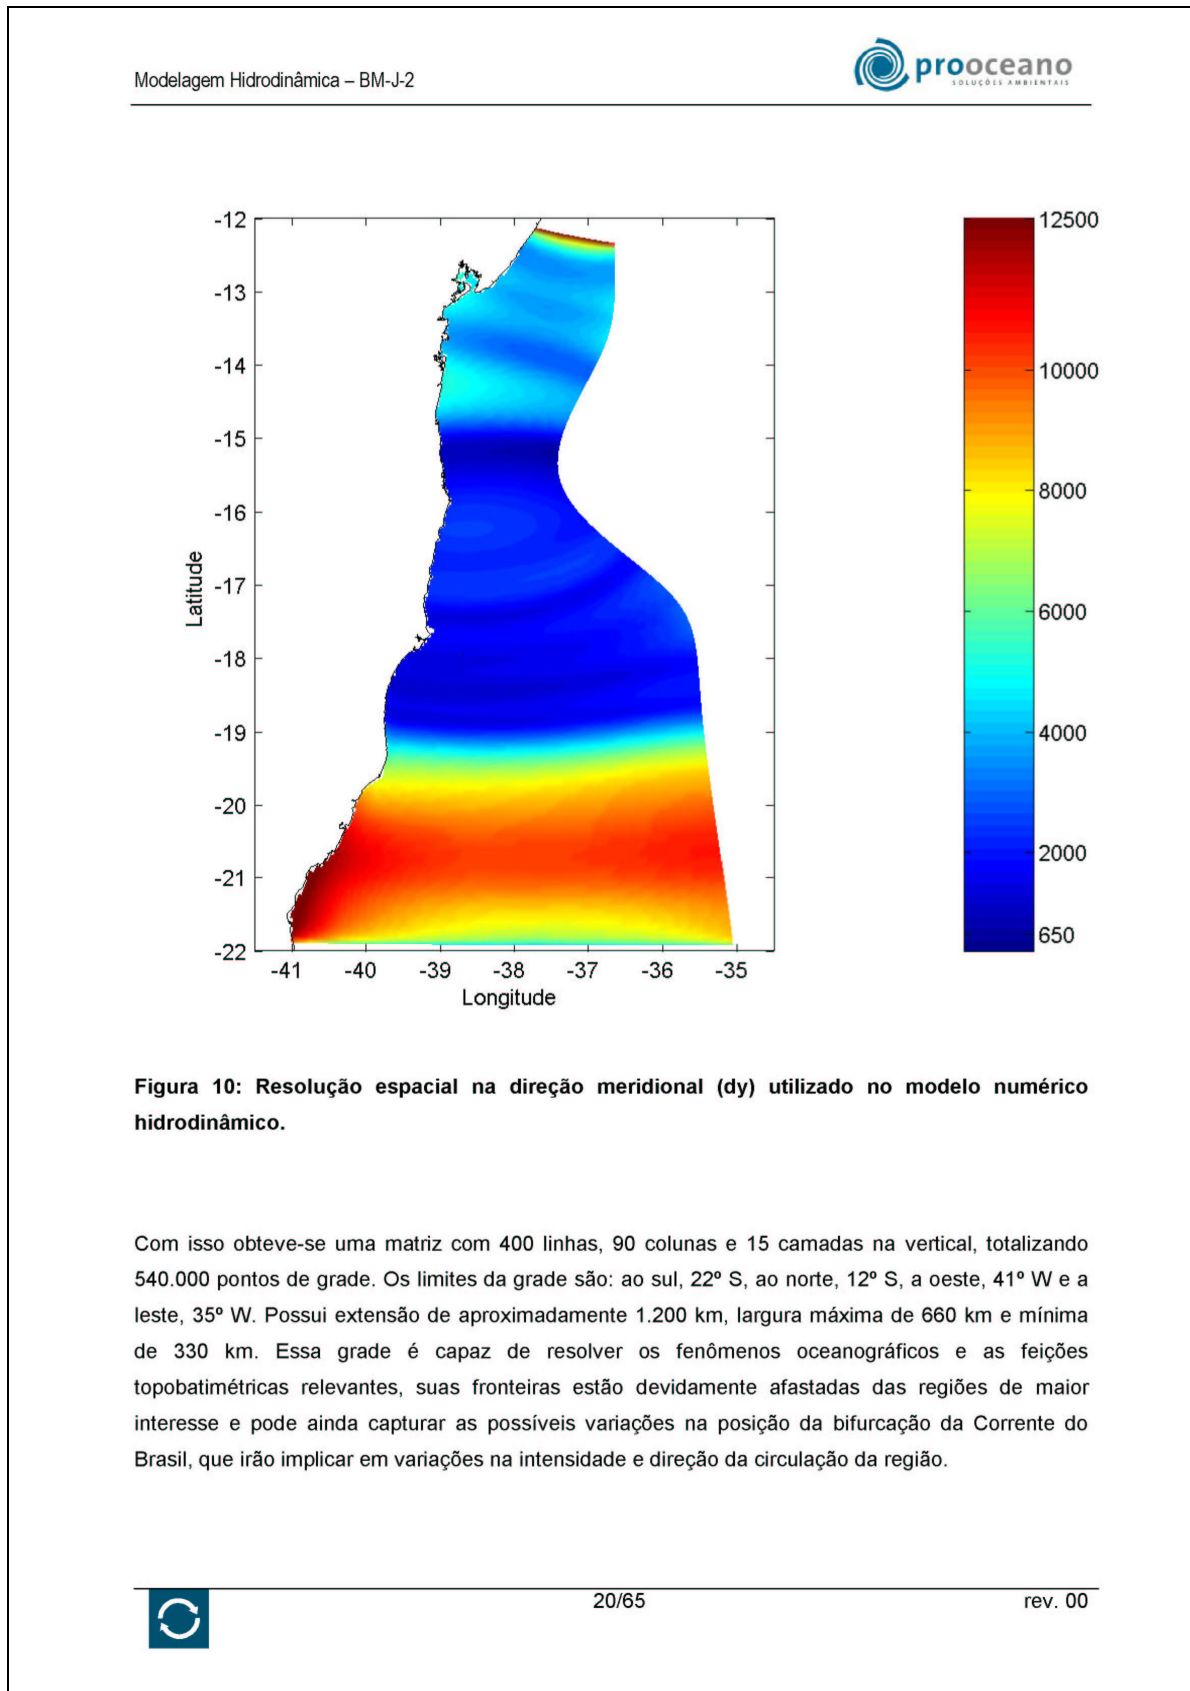 Modelagem Hidrodinâmica – BM-J-2
prooceano
SOLUÇÕES AMBIENTAIS
-12
-13
-14
-15
-16
-17
-18
-19
-20
-21
-22
Latitude
-41 -40 -39 -38 -37 -36 -35
Longitude
12500
10000
8000
6000
4000
2000
650
Figura 10: Resolução espacial na direção meridional (dy) utilizado no modelo numérico
hidrodinâmico.
Com isso obteve-se uma matriz com 400 linhas, 90 colunas e 15 camadas na vertical, totalizando
540.000 pontos de grade. Os limites da grade são: ao sul, 22º S, ao norte, 12º S, a oeste, 41º W e a
leste, 35º W. Possui extensão de aproximadamente 1.200 km, largura máxima de 660 km e mínima
de 330 km. Essa grade é capaz de resolver os fenômenos oceanográficos e as feições
topobatimétricas relevantes, suas fronteiras estão devidamente afastadas das regiões de maior
interesse e pode ainda capturar as possíveis variações na posição da bifurcação da Corrente do
Brasil, que irão implicar em variações na intensidade e direção da circulação da região.
20/65
rev. 00